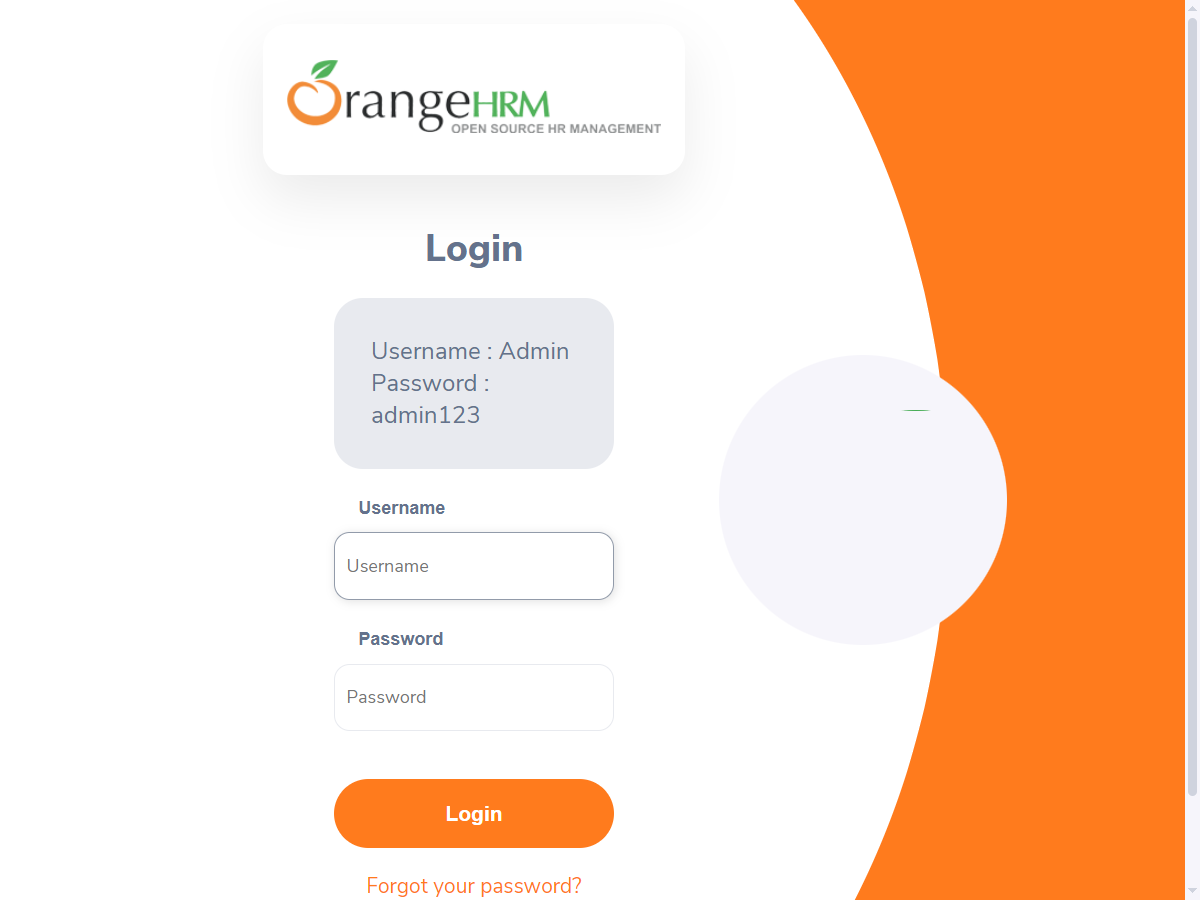 OrangeHRM
OPEN SOURCE HR MANAGEMENT
Login
Username : Admin
Password :
admin123
Username
Username
Password
Password
Login
Forgot your password?